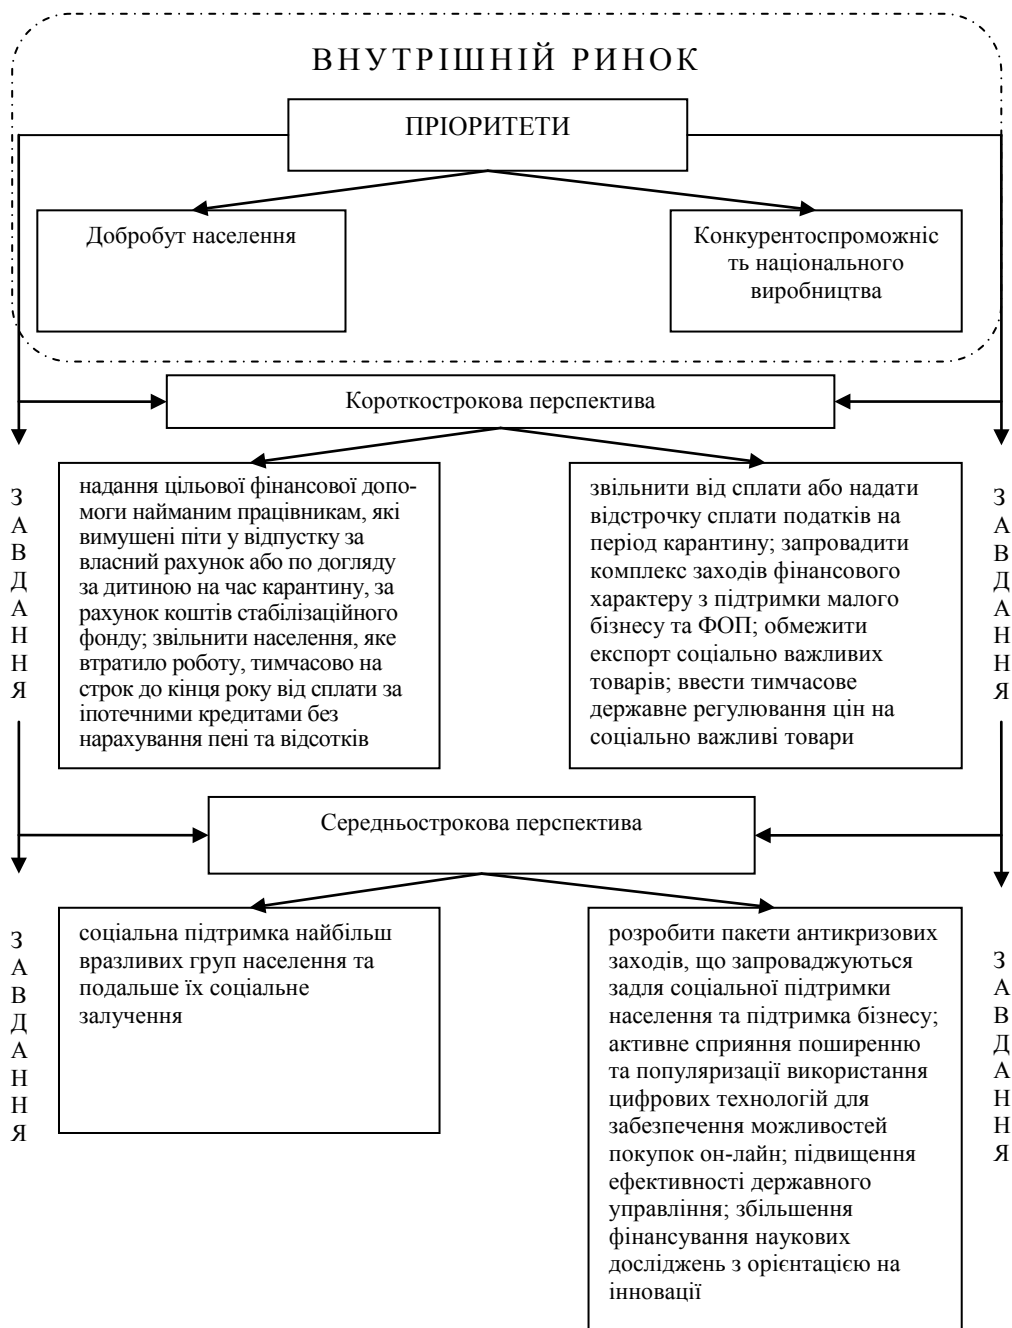 ВНУТРІШНІЙ РИНОК
ПРІОРИТЕТИ
Добробут населення
Конкурентоспроможніс
ть національного
виробництва
Короткострокова перспектива
З
А
В
Д
А
Н
Н
Я
надання цільової фінансової допо-
моги найманим працівникам, які
вимушені піти у відпустку за
власний рахунок або по догляду
за дитиною на час карантину, за
рахунок коштів стабілізаційного
фонду; звільнити населення, яке
втратило роботу, тимчасово на
строк до кінця року від сплати за
іпотечними кредитами без
нарахування пені та відсотків
звільнити від сплати або надати
відстрочку сплати податків на
період карантину; запровадити
комплекс заходів фінансового
характеру з підтримки малого
бізнесу та ФОП; обмежити
експорт соціально важливих
товарів; ввести тимчасове
державне регулювання цін на
соціально важливі товари
З
А
В
Д
А
Н
Н
Я
Середньострокова перспектива
З
А
В
Д
А
Н
Н
Я
соціальна підтримка найбільш
вразливих груп населення та
подальше їх соціальне
залучення
розробити пакети антикризових
заходів, що запроваджуються
задля соціальної підтримки
населення та підтримка бізнесу;
активне сприяння поширенню
та популяризації використання
цифрових технологій для
забезпечення можливостей
покупок он-лайн; підвищення
ефективності державного
управління; збільшення
фінансування наукових
досліджень з орієнтацією на
інновації
З
А
В
Д
А
Н
Н
Я